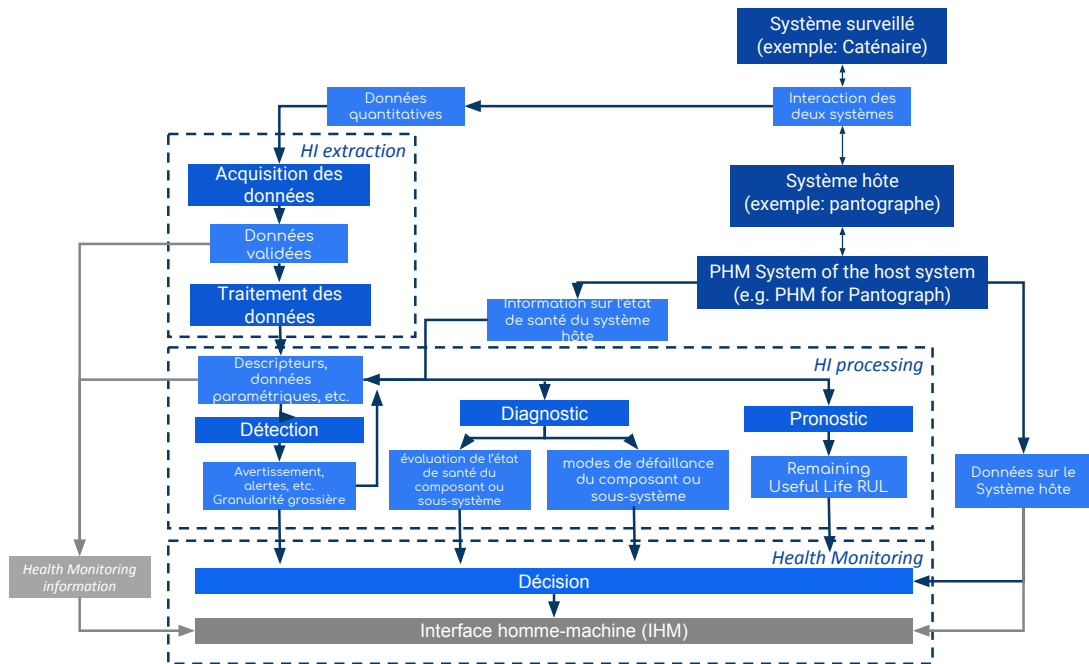 Système surveillé
(exemple: Caténaire)
Données
quantitatives
Interaction des
deux systèmes
HI extraction
Acquisition des
données
Système hôte
(exemple: pantographe)
Données
validées
PHM System of the host system
(e.g. PHM for Pantograph)
Traitement des
données
Information sur l'état
de santé du système
hôte
HI processing
Descripteurs,
données
paramétriques, etc.
Diagnostic
Pronostic
Détection
évaluation de l'état
de santé du
composant ou
sous-système
modes de défaillance
du composant ou
sous-système
Remaining
Useful Life RUL
Avertissement,
alertes, etc.
Granularité grossière
Données sur le
Système hôte
Health Monitoring
Health Monitoring
information
Décision
Interface homme-machine (IHM)